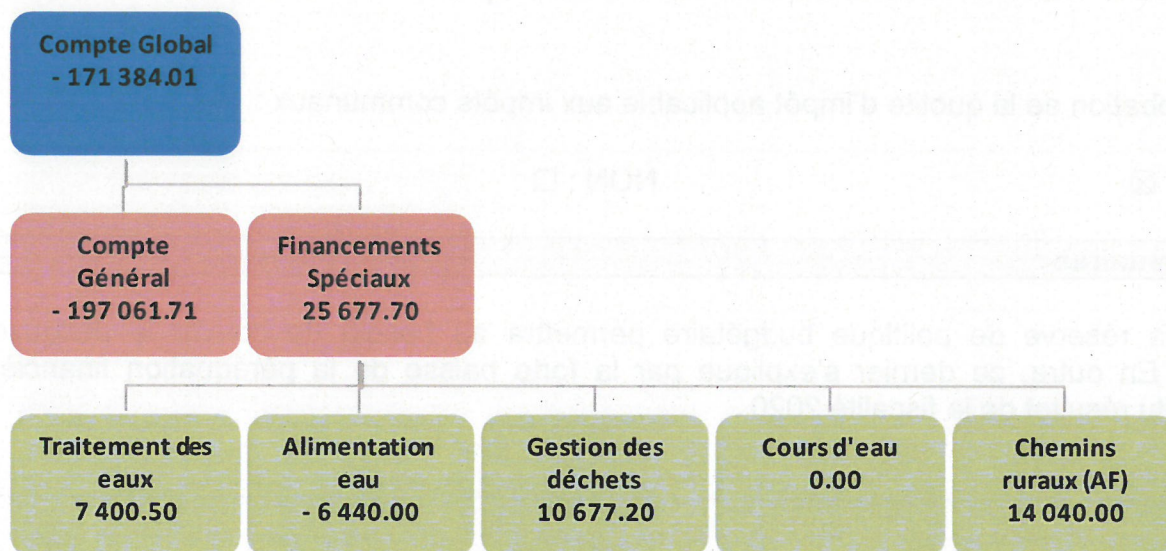 Compte Global
- 171 384.01
Compte
Général
- 197 061.71
Financements
Spéciaux
25 677.70
Traitement des
eaux
7 400.50
Alimentation
eau
- 6 440.00
Gestion des
déchets
10 677.20
Cours d'eau
0.00
Chemins
ruraux (AF)
14 040.00